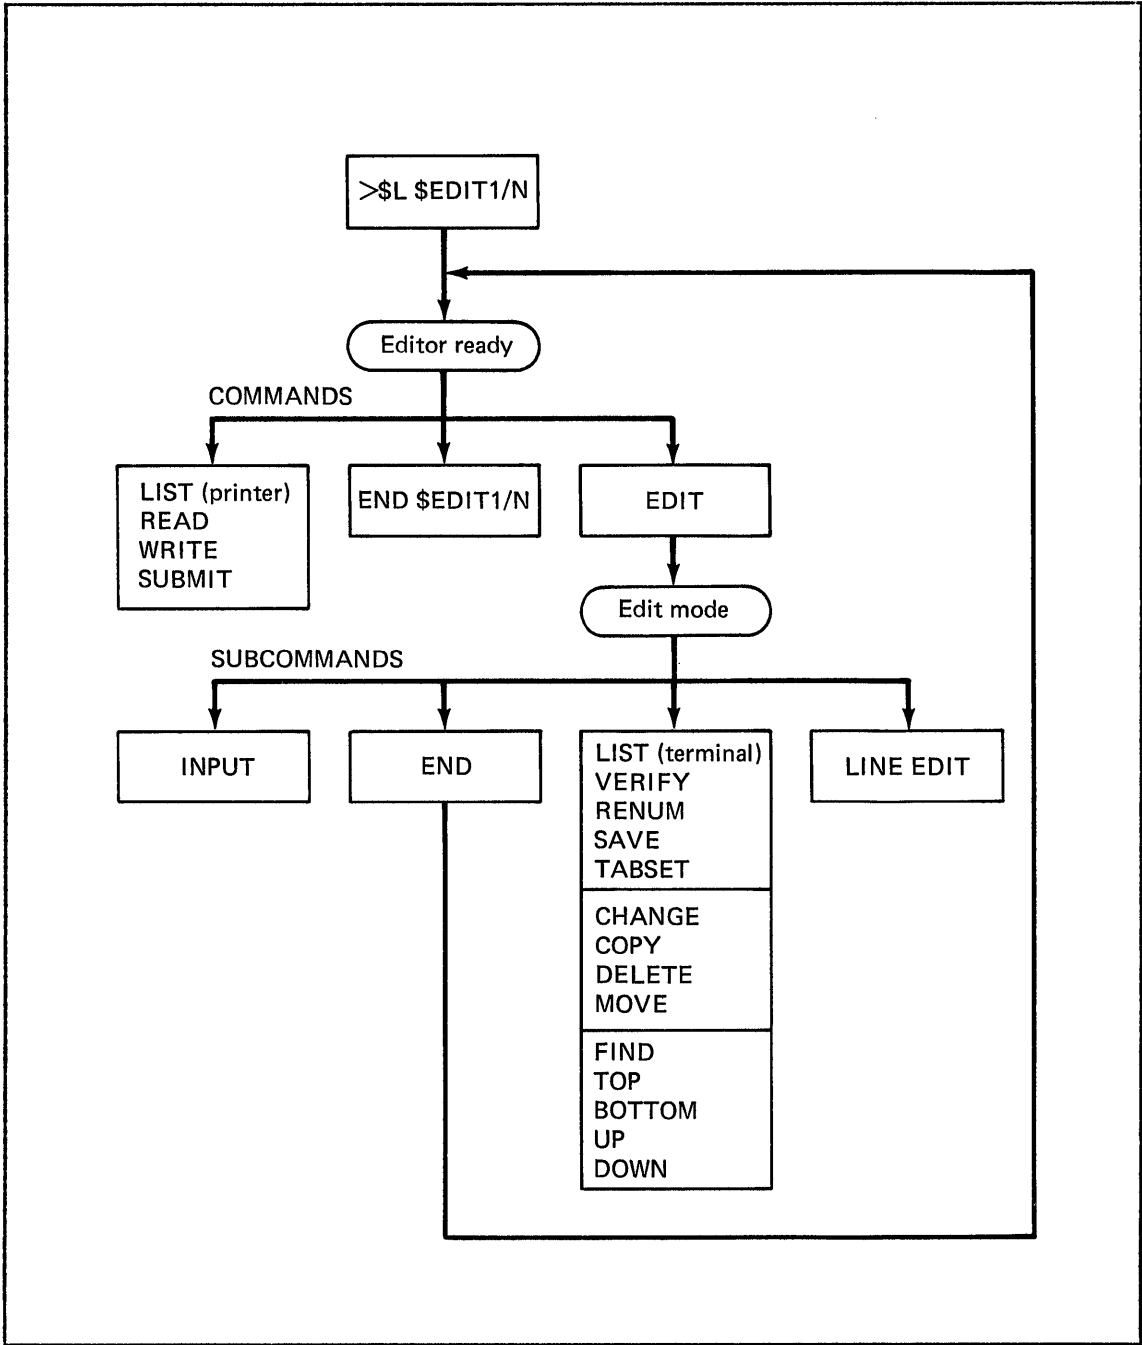 >$L $EDIT1/N
Editor ready
COMMANDS
LIST (printer)
READ
WRITE
SUBMIT
END $EDIT1/N
EDIT
Edit mode
SUBCOMMANDS
INPUT
END
LIST (terminal)
VERIFY
RENUM
SAVE
TABSET
CHANGE
COPY
DELETE
MOVE
FIND
TOP
BOTTOM
UP
DOWN
LINE EDIT